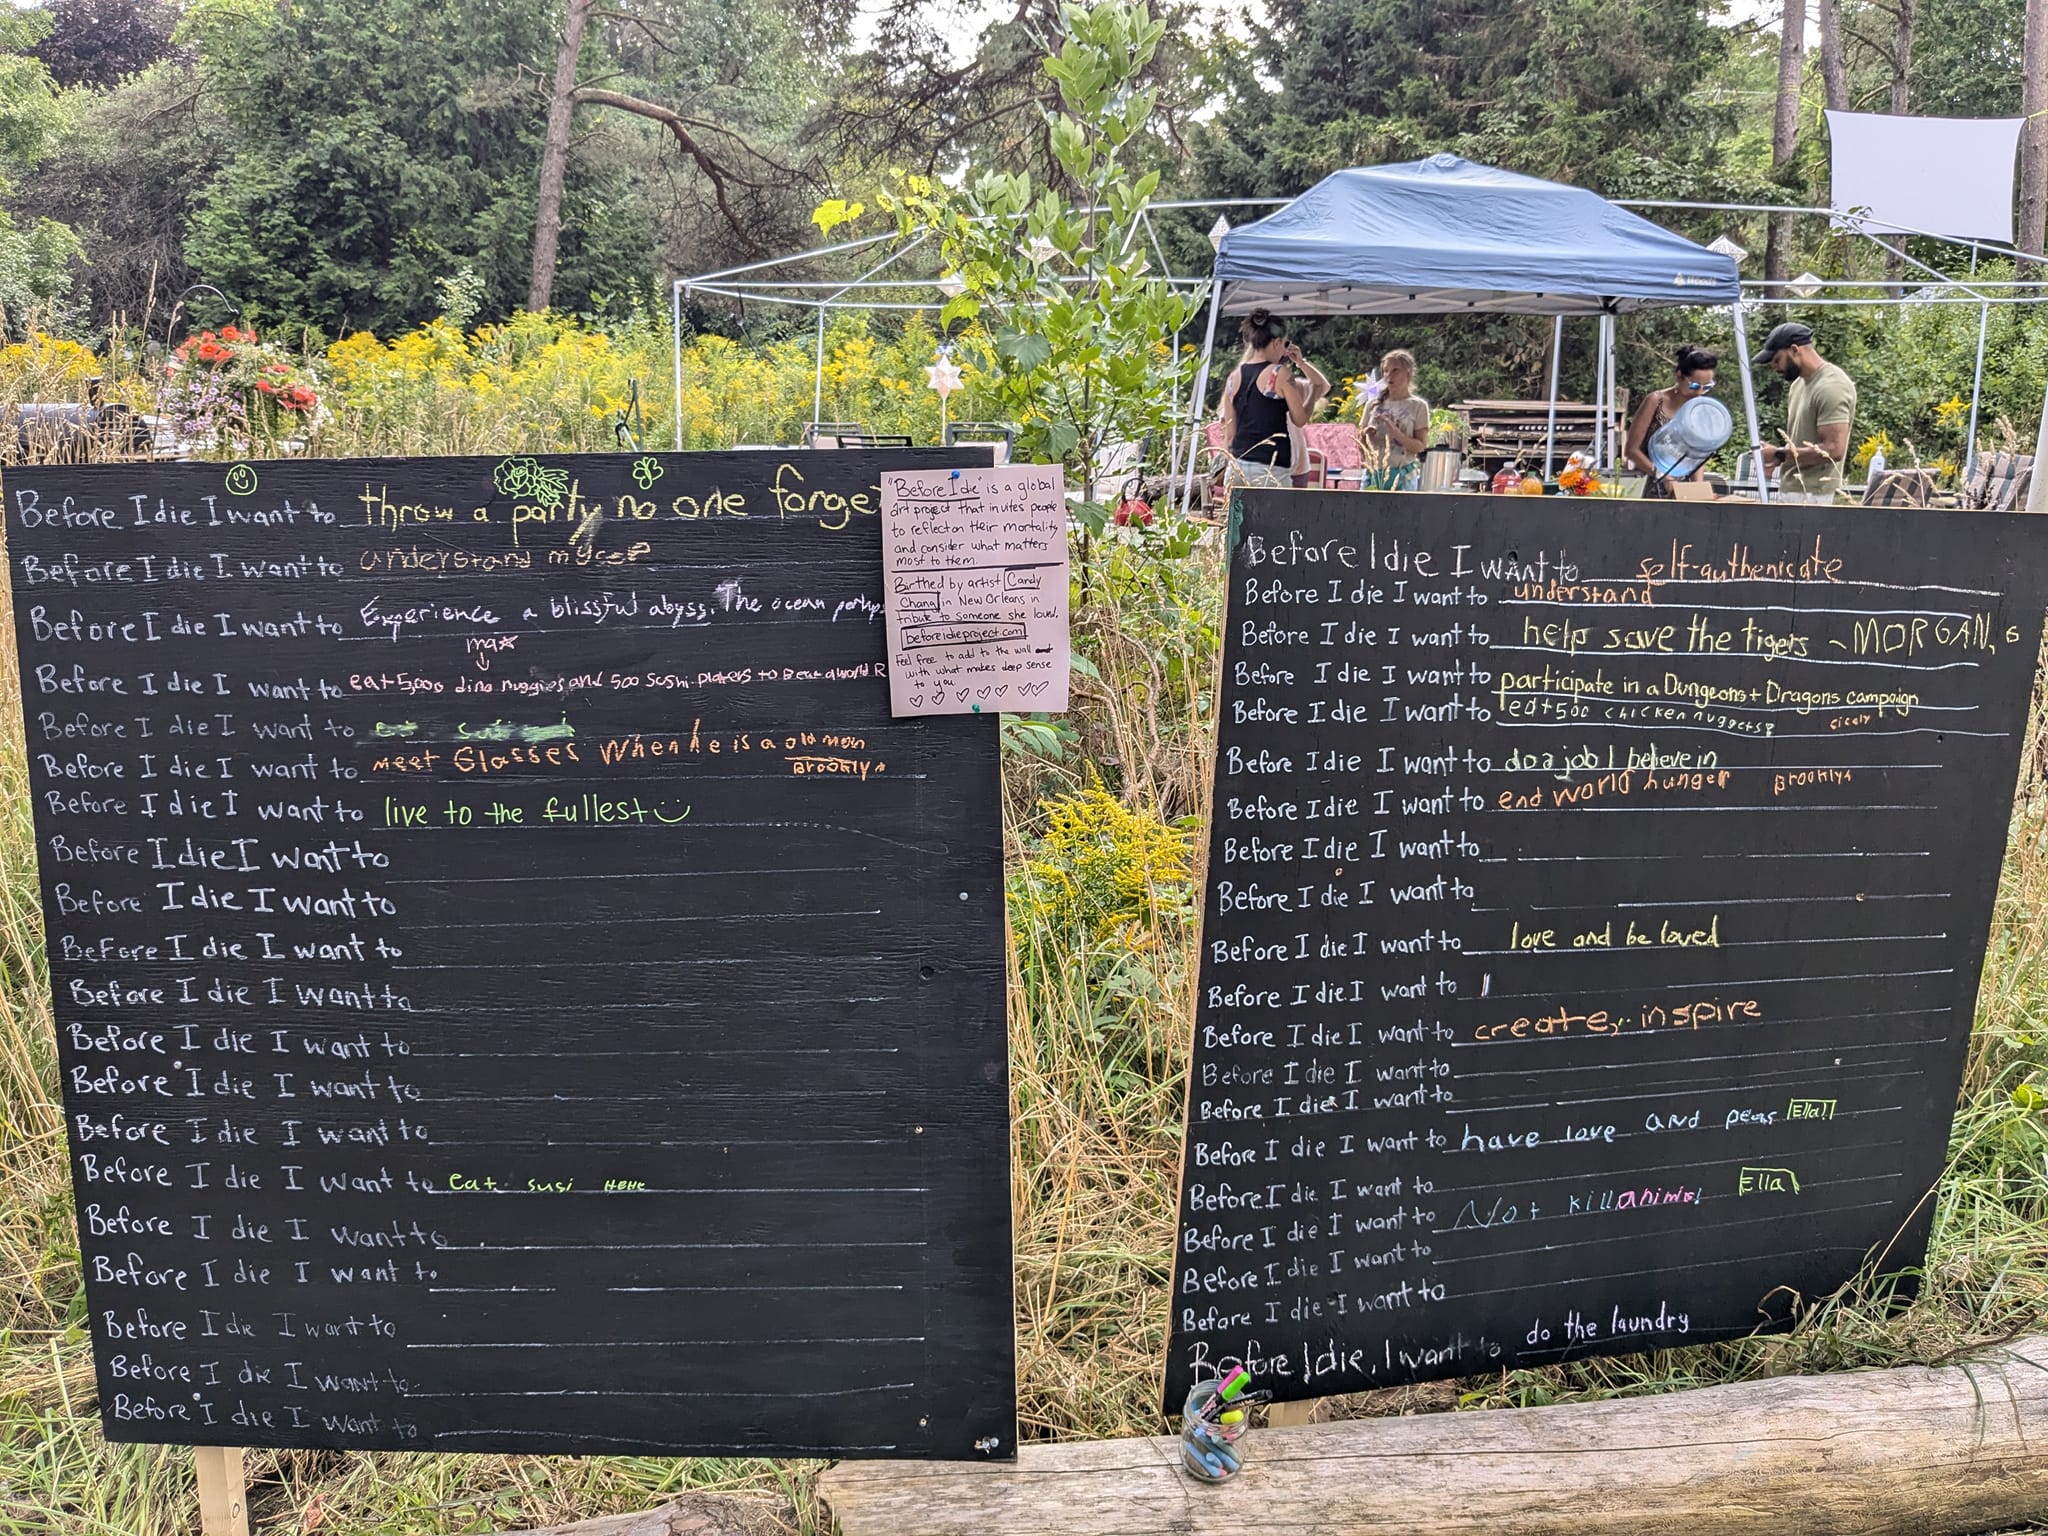 Before I die I want to throw a party no one forge
Before I die I want to understand myself
Before I die I want to Experience a blissful abyss. The ocean perhps
max
Before I die I want to eat 5,000 dino nuggies and 500 sushi platers to Beat a world R
Before I die I want to
Before I die I want to meet Glasses When he is a old man
Brooklyn
Before I die I want to live to the fullest
Before I die I want to
Before I die I want to
Before I die I want to
Before I die I want to
Before I die I want to
Before I die I want to
Before I die I want to
Before I die I want to eat susi HEHE
Before I die I want to
Before I die I want to
Before I die I want to
Before I die I want to
Before I die I want to
"Before I die" is a global
art project that invites people
to reflect on their mortality
and consider what matters
most to them.
Birthed by artist Candy
Chang in New Orleans in
tribute to someone she loved.
beforeidieproject.com
Feel free to add to the wall
with what makes deep sense
to you
Before I die I want to self-authenicate
Before I die I want to understand
Before I die I want to help save the tigers ~ MORGAN, 6
Before I die I want to participate in a Dungeons + Dragons campaign
Before I die I want to eat 500 chicken nuggets? cicely
Before I die I want to do a job I believe in
Before I die I want to end world hunger Brooklyn
Before I die I want to
Before I die I want to
Before I die I want to love and be loved
Before I die I want to
Before I die I want to create, inspire
Before I die I want to
Before I die I want to
Before I die I want to have love and peas Ella!
Before I die I want to
Before I die I want to Not kill animls! Ella
Before I die I want to
Before I die I want to
Before I die, I want to do the laundry